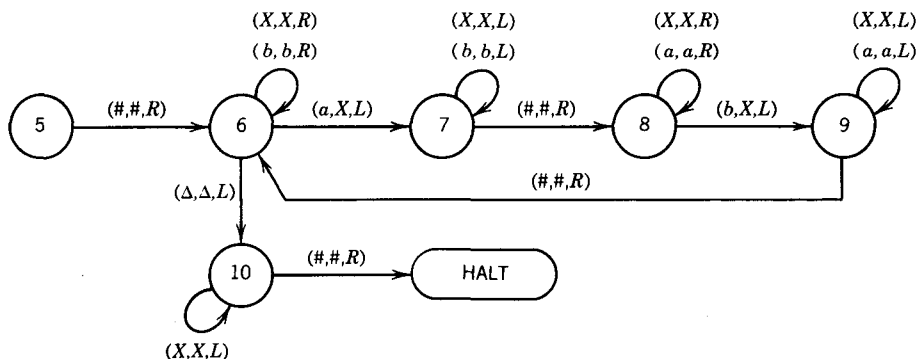 (X,X,R) (X,X,L) (X,X,R) (X,X,L)
(b, b,R) (b, b,L) (a,a,R) (a,a,L)
5 (#,#,R) 6 (a,X,L) 7 (#,#,R) 8 (b,X,L) 9
(#,#,R)
(Δ,Δ,L)
10 (#,#,R) HALT
(X,X,L)